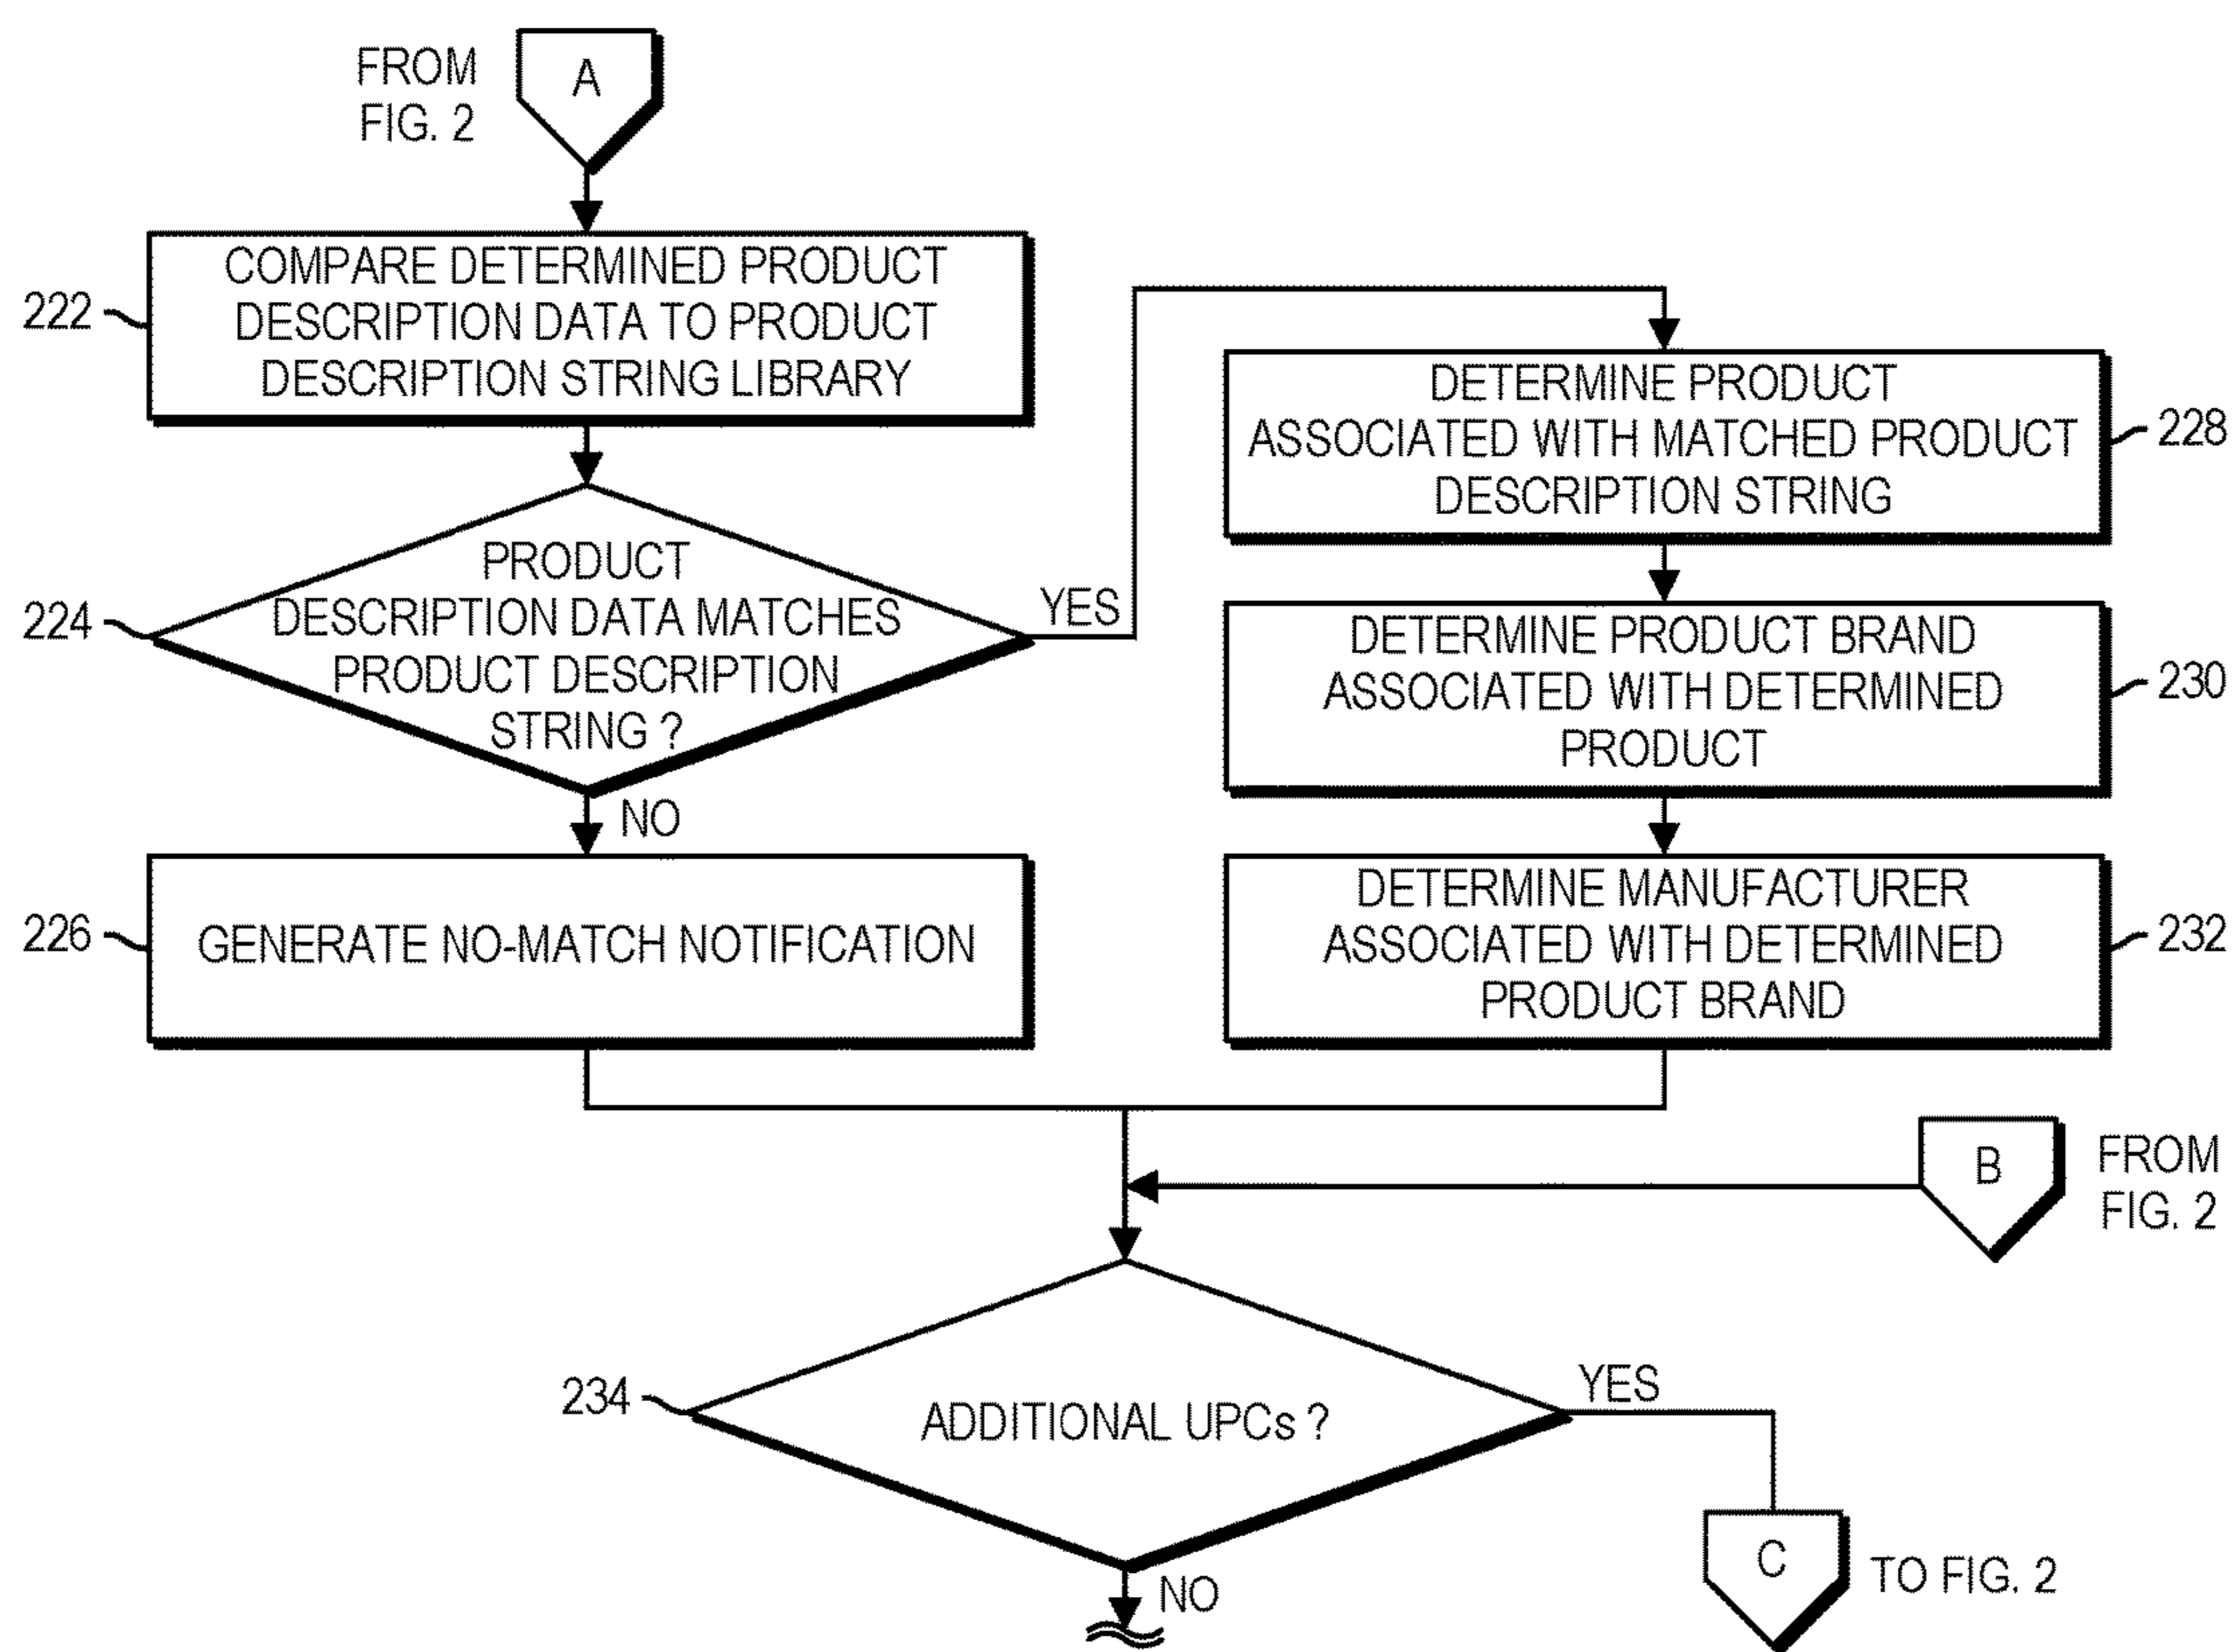 FROM
FIG. 2
A
222
COMPARE DETERMINED PRODUCT
DESCRIPTION DATA TO PRODUCT
DESCRIPTION STRING LIBRARY
224
PRODUCT
DESCRIPTION DATA MATCHES
PRODUCT DESCRIPTION
STRING ?
YES
NO
226
GENERATE NO-MATCH NOTIFICATION
DETERMINE PRODUCT
ASSOCIATED WITH MATCHED PRODUCT
DESCRIPTION STRING
228
DETERMINE PRODUCT BRAND
ASSOCIATED WITH DETERMINED
PRODUCT
230
DETERMINE MANUFACTURER
ASSOCIATED WITH DETERMINED
PRODUCT BRAND
232
B
FROM
FIG. 2
234
ADDITIONAL UPCs ?
YES
C
TO FIG. 2
NO